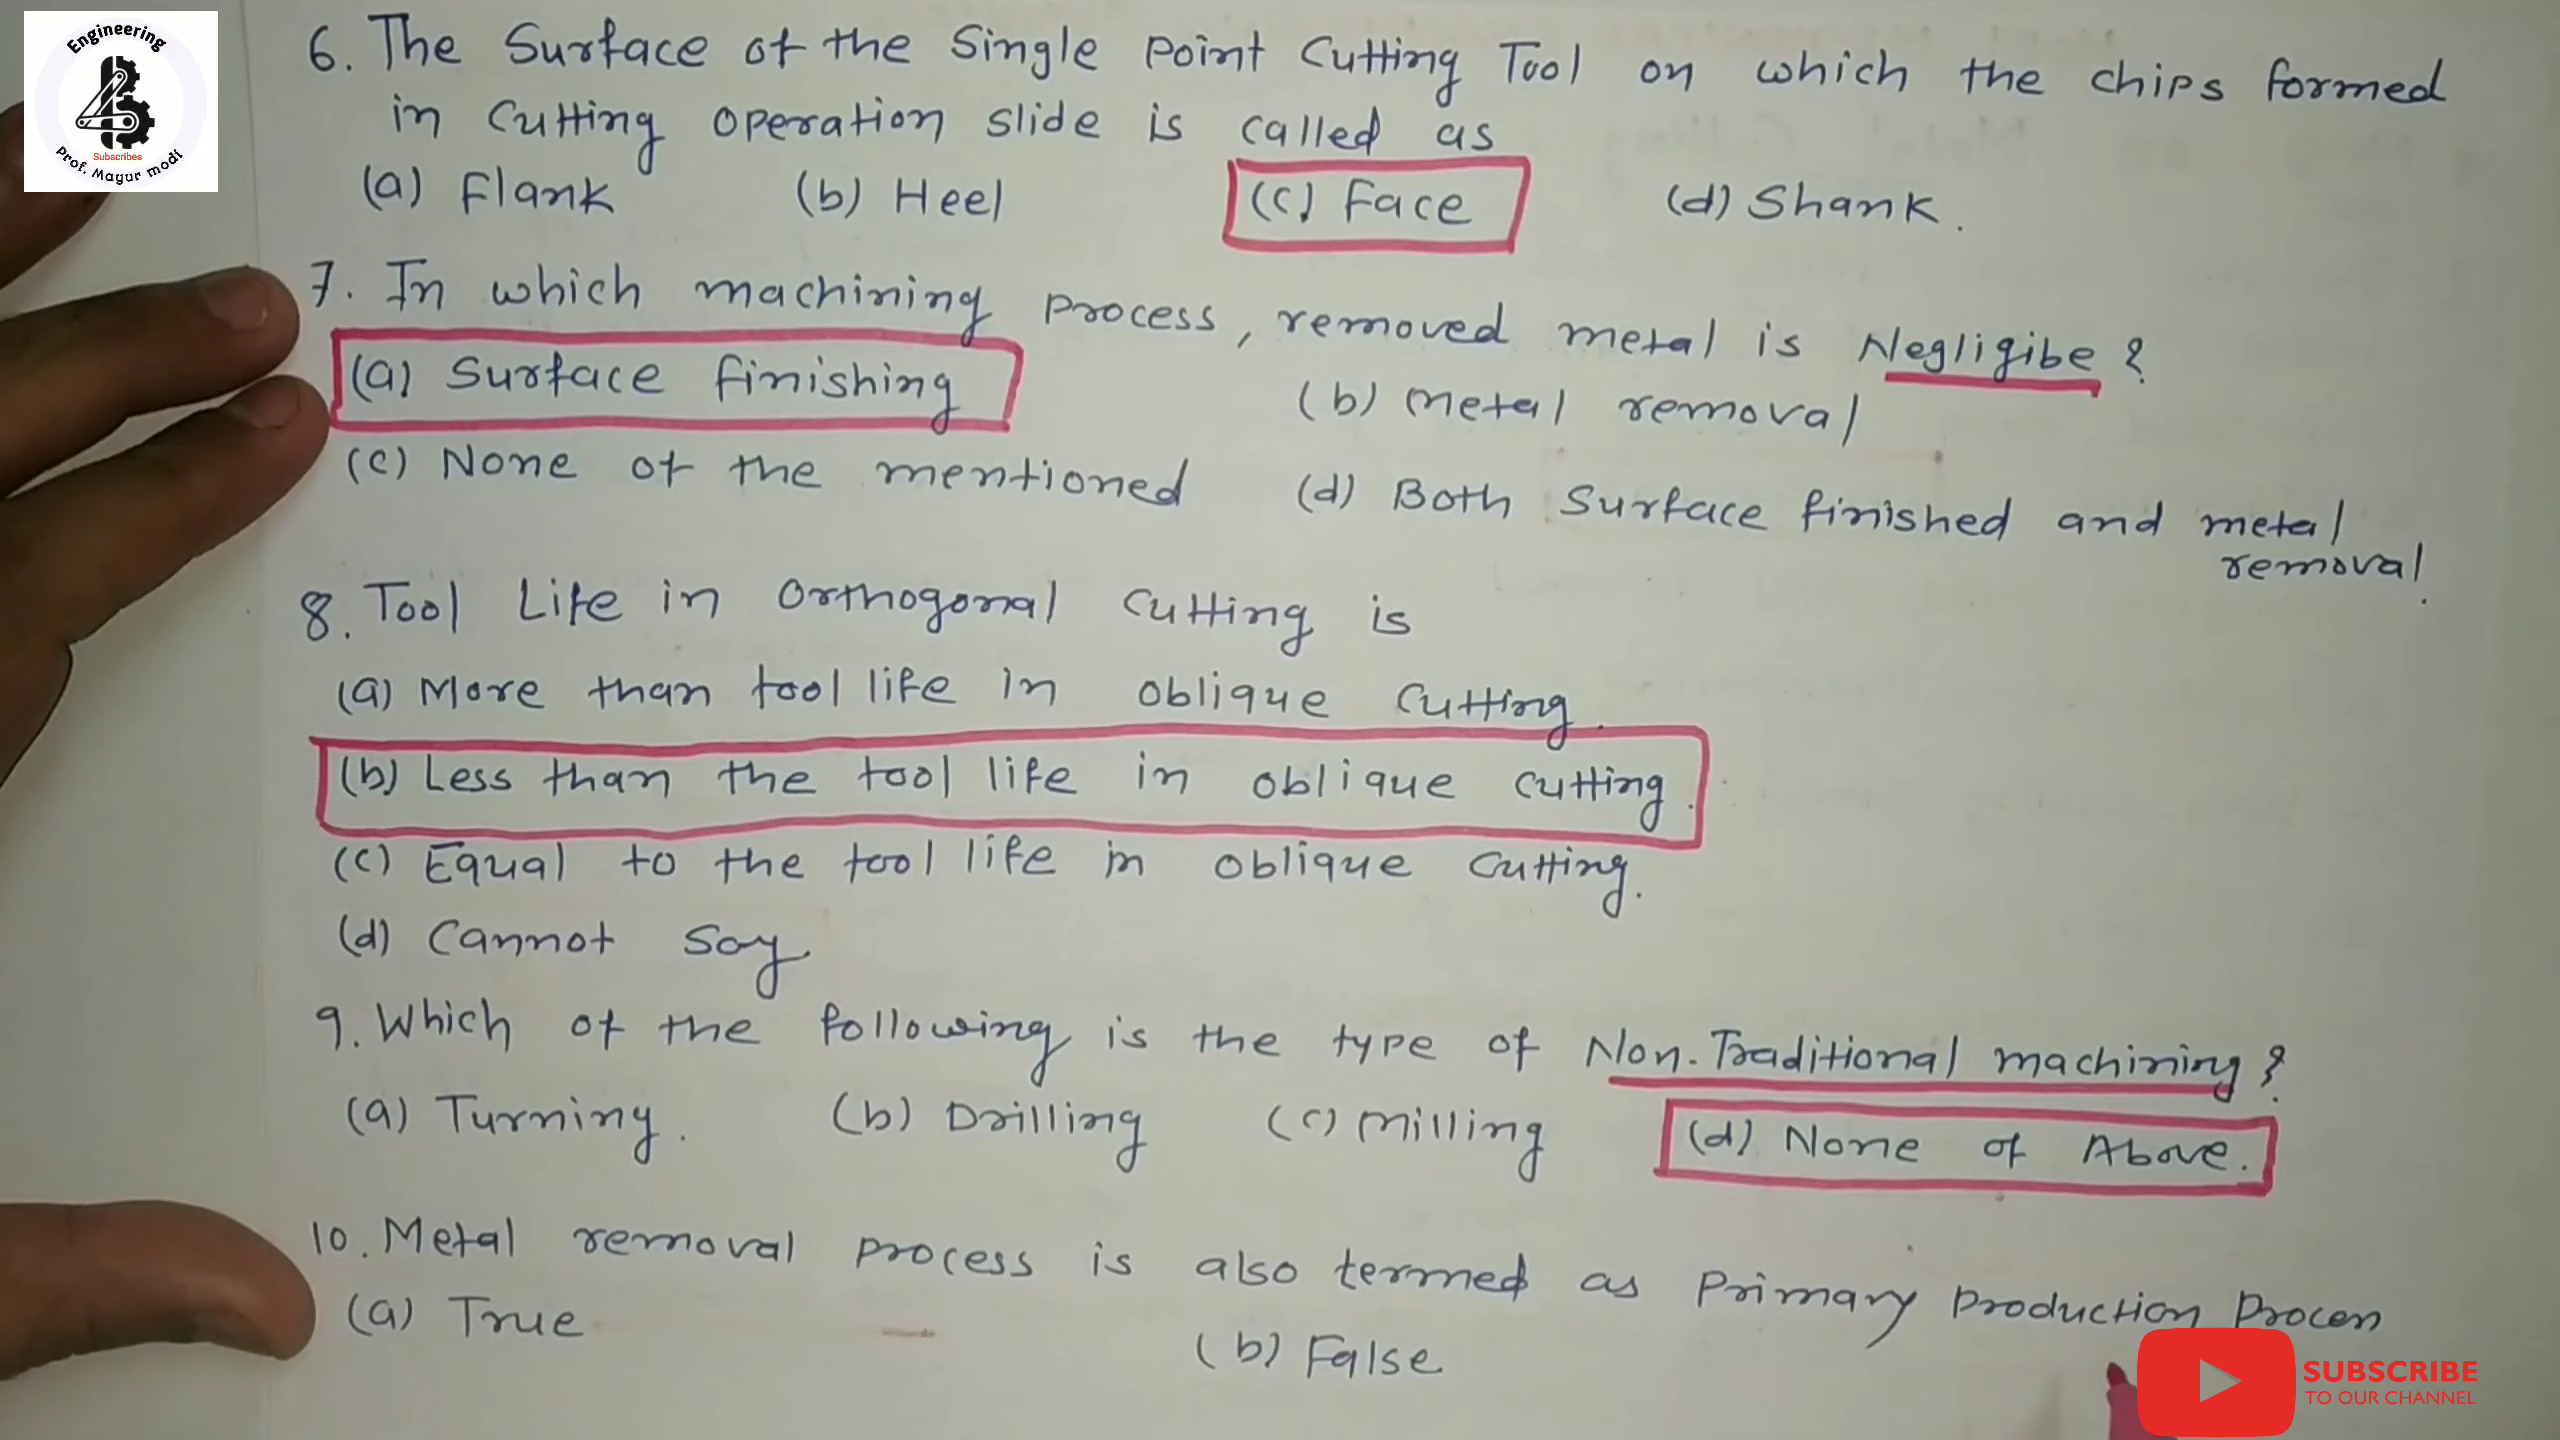 Engineering
Subscribes
Prof. Mayur modi
6. The Surface of the Single Point Cutting Tool on which the chips formed
in cutting operation slide is called as
(a) Flank (b) Heel (c) Face (d) Shank.
7. In which machining process, removed metal is Negligibe ?
(a) Surface finishing (b) Metal removal
(c) None of the mentioned (d) Both Surface finished and metal
removal.
8. Tool Life in Orthogonal Cutting is
(a) More than tool life in oblique cutting.
(b) Less than the tool life in oblique cutting.
(c) Equal to the tool life in oblique cutting.
(d) Cannot say
9. Which of the following is the type of Non-Traditional machining ?
(a) Turning. (b) Drilling (c) Milling (d) None of Above.
10. Metal removal process is also termed as Primary Production Process
(a) True (b) False
SUBSCRIBE
TO OUR CHANNEL